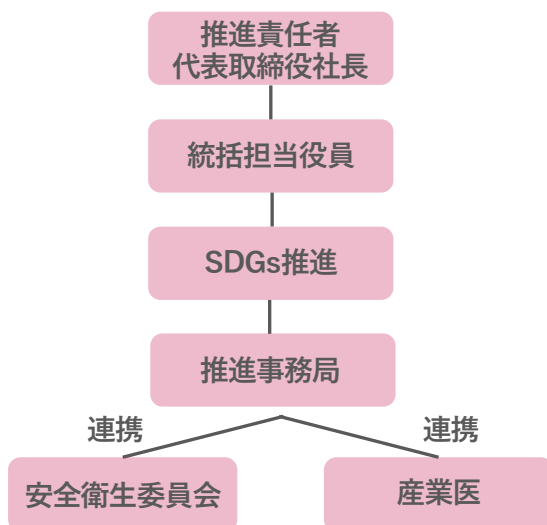 推進責任者
代表取締役社長
統括担当役員
SDGs推進
推進事務局
連携
連携
安全衛生委員会
産業医